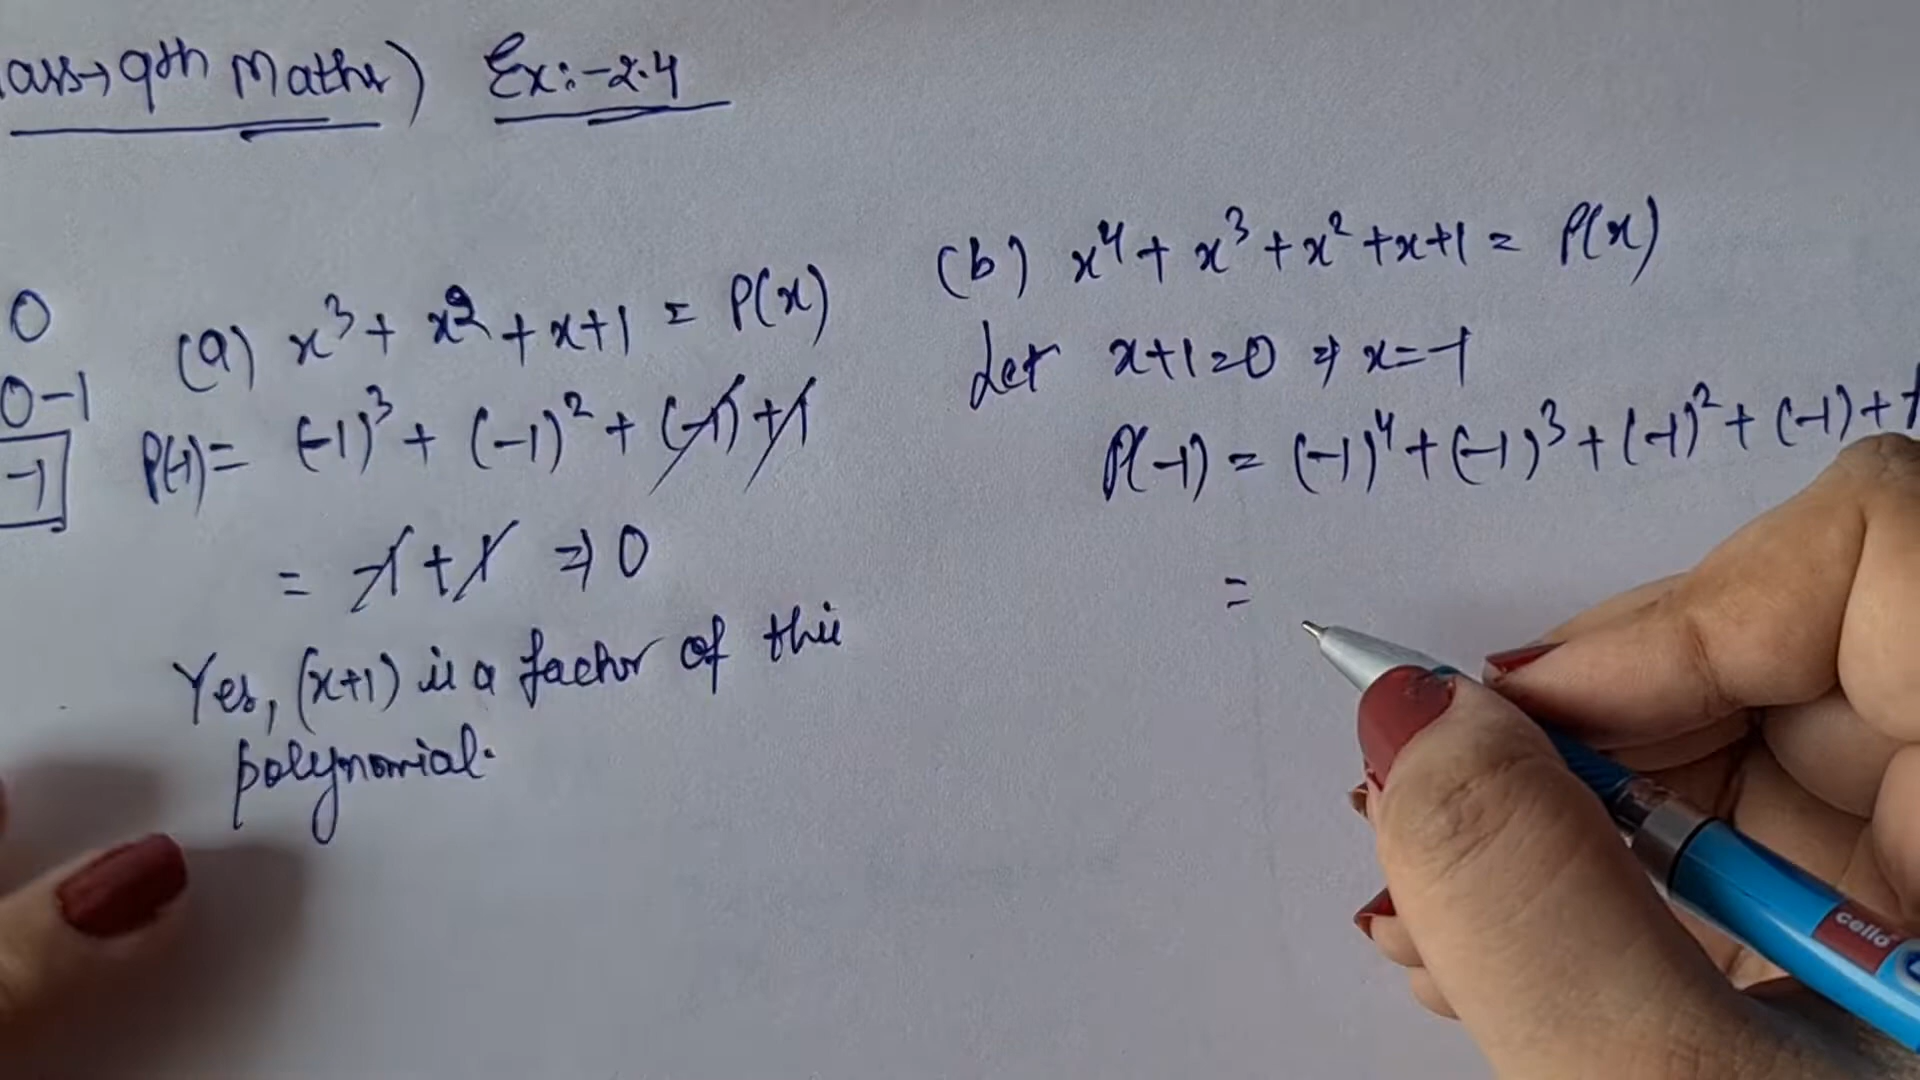 ass→9th Maths) Ex:-2.4
0
0-1
-1
(a) x³ + x² + x+1 = P(x)
P(-1)= (-1)³ + (-1)² + (-1)+1
= -1+1 ⇒ 0
Yes, (x+1) is a factor of this
polynomial.
(b) x⁴ + x³ + x² + x+1 = P(x)
Let x+1=0 ⇒ x=-1
P(-1) = (-1)⁴ + (-1)³ + (-1)² + (-1) + 1
=
cello